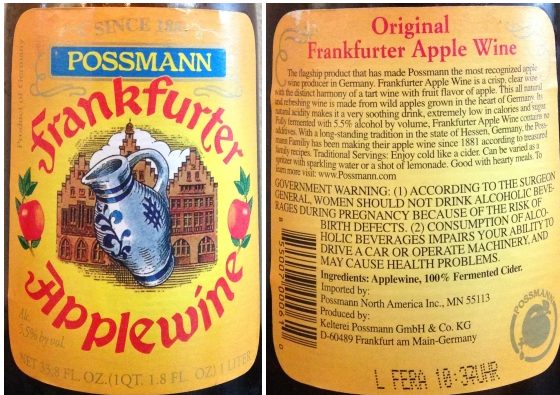 SINCE 188
POSSMANN
Product of Germany
Frankfurter
Applewine
Alc.
5.5% by vol.
NET 33.8 FL. OZ.(1QT. 1.8 FL. OZ) 1 LITER
Original
Frankfurter Apple Wine
The flagship product that has made Possmann the most recognized apple
wine producer in Germany. Frankfurter Apple Wine is a crisp, clear wine
with the distinct harmony of a tart wine with fruit flavor of apple. This all natural
and refreshing wine is made from wild apples grown in the heart of Germany. Its
natural acidity makes it a very soothing drink, extremely low in calories and sugar.
Fully fermented with 5.5% alcohol by volume, Frankfurter Apple Wine contains no
additives. With a long-standing tradition in the state of Hessen, Germany, the Poss-
mann Family has been making their apple wine since 1881 according to treasured
family recipes. Traditional Servings: Enjoy cold like a cider. Can be varied as a
spritzer with sparkling water or a shot of lemonade. Good with hearty meals. To
learn more visit: www.Possmann.com
GOVERNMENT WARNING: (1) ACCORDING TO THE SURGEON
GENERAL, WOMEN SHOULD NOT DRINK ALCOHOLIC BEVE-
RAGES DURING PREGNANCY BECAUSE OF THE RISK OF
BIRTH DEFECTS. (2) CONSUMPTION OF ALCO-
HOLIC BEVERAGES IMPAIRS YOUR ABILITY TO
DRIVE A CAR OR OPERATE MACHINERY, AND
MAY CAUSE HEALTH PROBLEMS.
Ingredients: Applewine, 100% Fermented Cider.
Imported by:
Possmann North America Inc., MN 55113
Produced by:
Kelterei Possmann GmbH & Co. KG
D-60489 Frankfurt am Main-Germany
POSSMANN
L FERA 10:37UHR